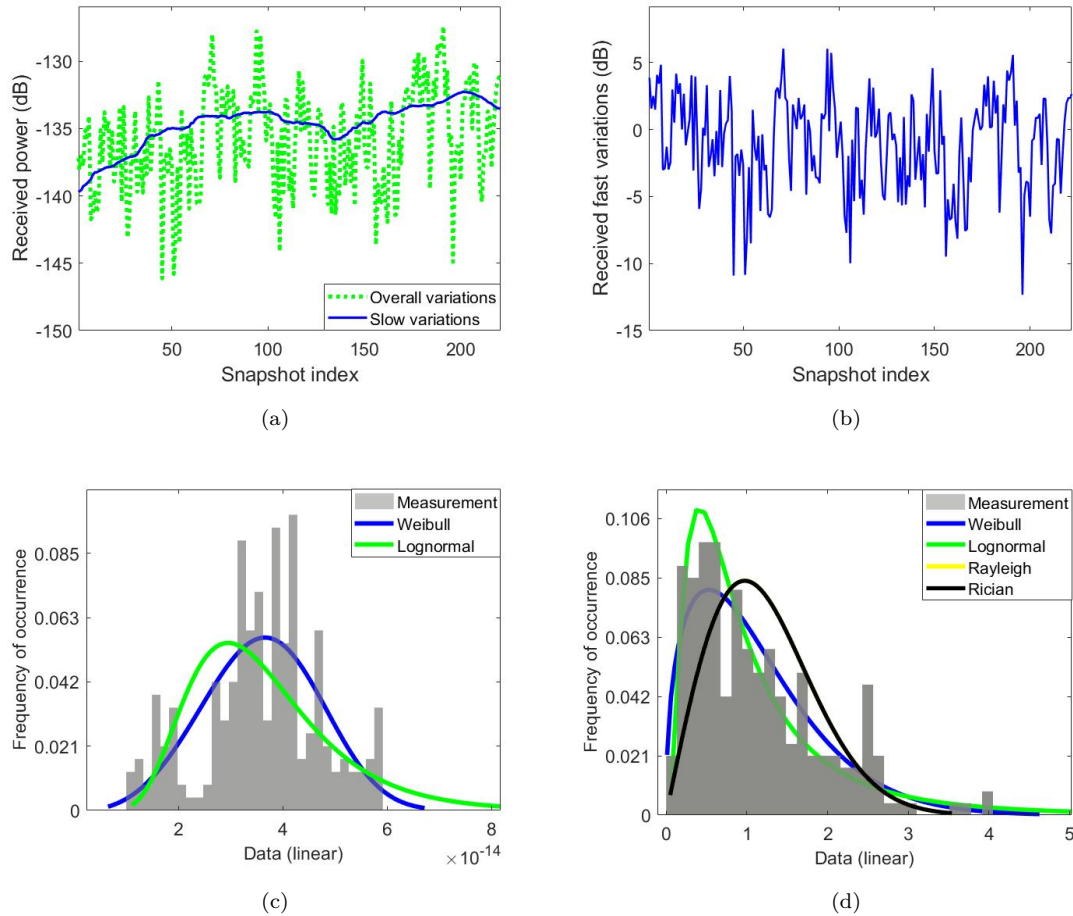 Received power (dB)
-130
-135
-140
-145
-150
50
100
150
200
Overall variations
Slow variations
Snapshot index
(a)
Received fast variations (dB)
5
0
-5
-10
-15
50
100
150
200
Snapshot index
(b)
Frequency of occurrence
0.085
0.063
0.042
0.021
0
2
4
6
8
×10-14
Measurement
Weibull
Lognormal
Data (linear)
(c)
Frequency of occurrence
0.106
0.085
0.063
0.042
0.021
0
0
1
2
3
4
5
Measurement
Weibull
Lognormal
Rayleigh
Rician
Data (linear)
(d)